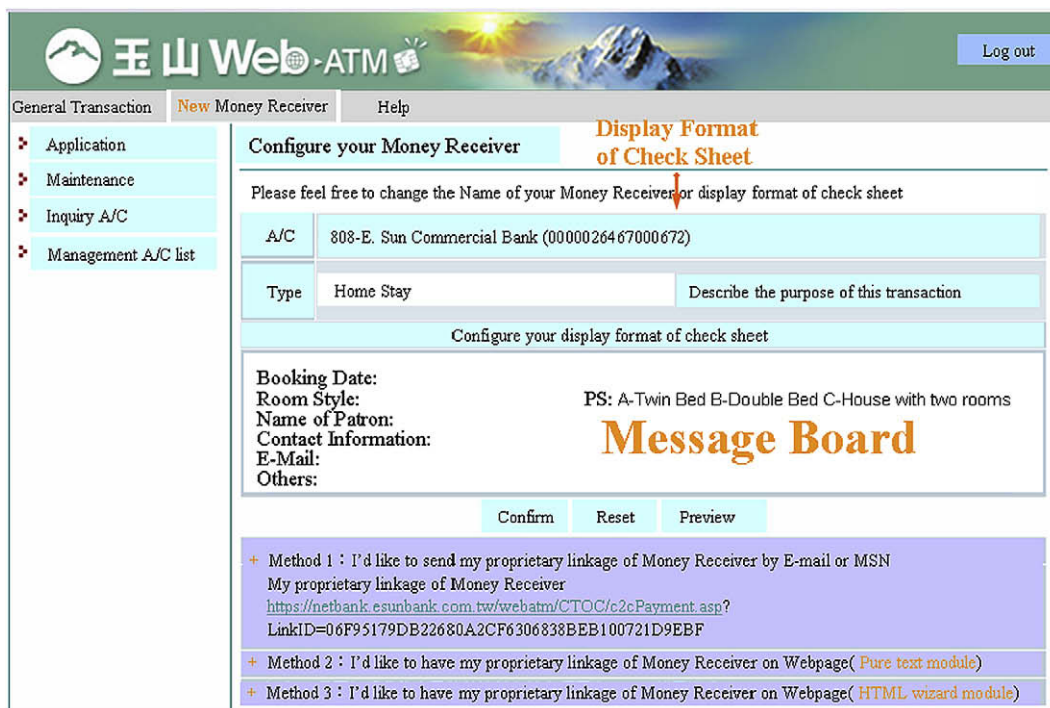 玉山 Web-ATM
Log out
General Transaction New Money Receiver Help
Application
Maintenance
Inquiry A/C
Management A/C list
Configure your Money Receiver
Display Format
of Check Sheet
Please feel free to change the Name of your Money Receiver or display format of check sheet
A/C 808-E. Sun Commercial Bank (0000026467000672)
Type Home Stay Describe the purpose of this transaction
Configure your display format of check sheet
Booking Date:
Room Style:
Name of Patron:
Contact Information:
E-Mail:
Others:
PS: A-Twin Bed B-Double Bed C-House with two rooms
Message Board
Confirm Reset Preview
+ Method 1：I'd like to send my proprietary linkage of Money Receiver by E-mail or MSN
My proprietary linkage of Money Receiver
https://netbank.esunbank.com.tw/webatm/CTOC/c2cPayment.asp?
LinkID=06F95179DB22680A2CF6306838BEB100721D9EBF
+ Method 2：I'd like to have my proprietary linkage of Money Receiver on Webpage( Pure text module)
+ Method 3：I'd like to have my proprietary linkage of Money Receiver on Webpage( HTML wizard module)